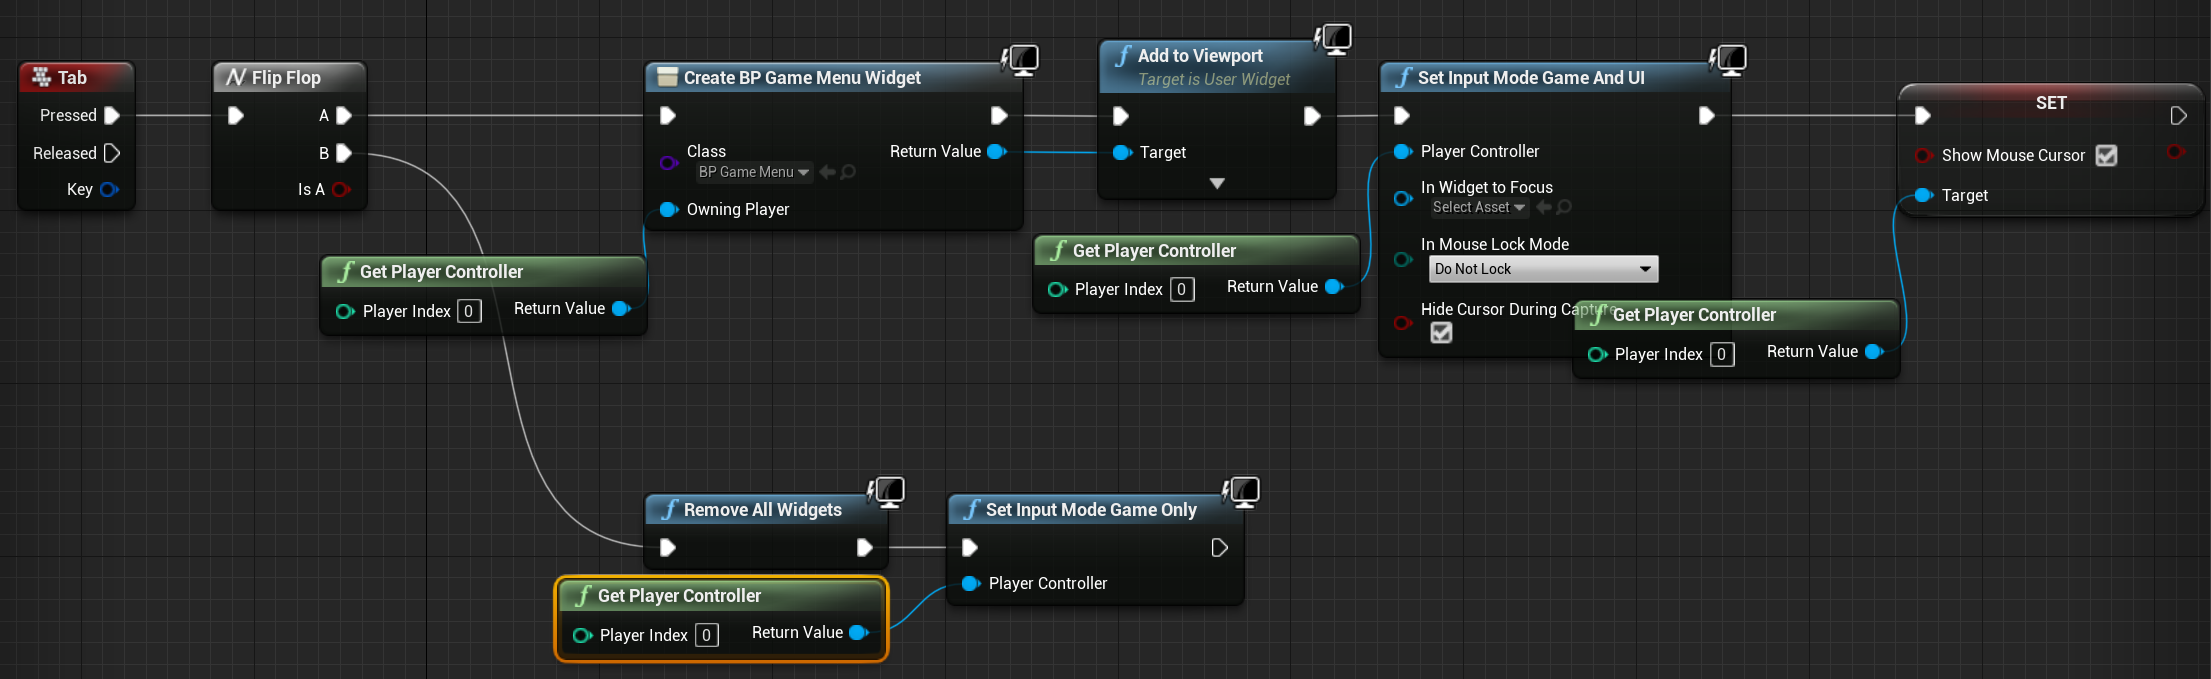 Tab
Pressed
Released
Key
Flip Flop
A
B
Is A
Get Player Controller
Player Index 0
Return Value
Create BP Game Menu Widget
Class
BP Game Menu
Return Value
Owning Player
Add to Viewport
Target is User Widget
Target
Get Player Controller
Player Index 0
Return Value
Set Input Mode Game And UI
Player Controller
In Widget to Focus
Select Asset
In Mouse Lock Mode
Do Not Lock
Hide Cursor During Capture
Get Player Controller
Player Index 0
Return Value
SET
Show Mouse Cursor
Target
Remove All Widgets
Set Input Mode Game Only
Player Controller
Get Player Controller
Player Index 0
Return Value